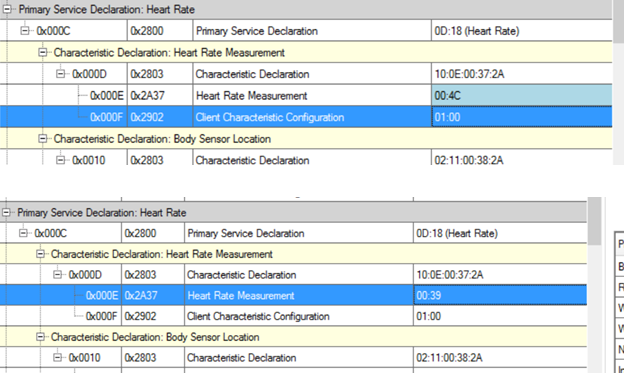 Primary Service Declaration: Heart Rate
0x000C 0x2800 Primary Service Declaration 0D:18 (Heart Rate)
Characteristic Declaration: Heart Rate Measurement
0x000D 0x2803 Characteristic Declaration 10:0E:00:37:2A
0x000E 0x2A37 Heart Rate Measurement 00:4C
0x000F 0x2902 Client Characteristic Configuration 01:00
Characteristic Declaration: Body Sensor Location
0x0010 0x2803 Characteristic Declaration 02:11:00:38:2A
Primary Service Declaration: Heart Rate
0x000C 0x2800 Primary Service Declaration 0D:18 (Heart Rate)
Characteristic Declaration: Heart Rate Measurement
0x000D 0x2803 Characteristic Declaration 10:0E:00:37:2A
0x000E 0x2A37 Heart Rate Measurement 00:39
0x000F 0x2902 Client Characteristic Configuration 01:00
Characteristic Declaration: Body Sensor Location
0x0010 0x2803 Characteristic Declaration 02:11:00:38:2A